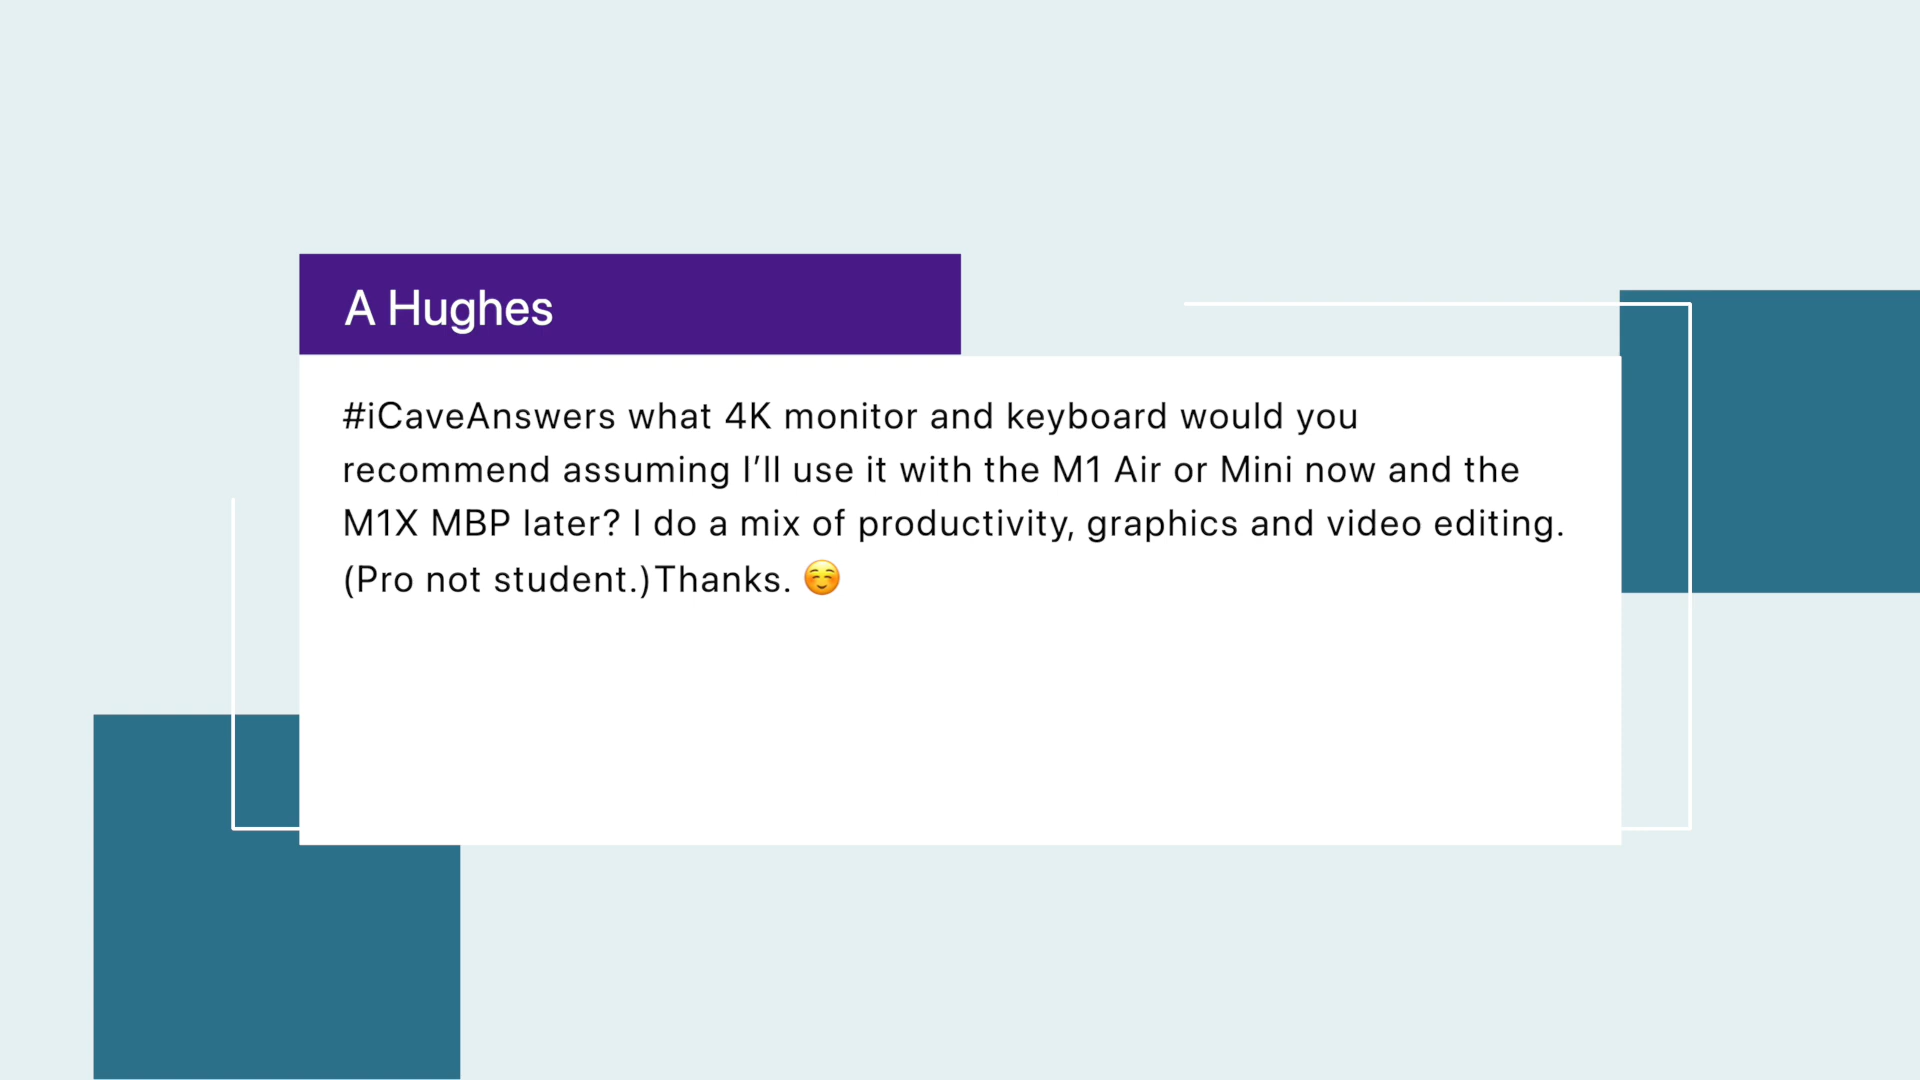 A Hughes
#iCaveAnswers what 4K monitor and keyboard would you
recommend assuming I’ll use it with the M1 Air or Mini now and the
M1X MBP later? I do a mix of productivity, graphics and video editing.
(Pro not student.)Thanks. ☺️